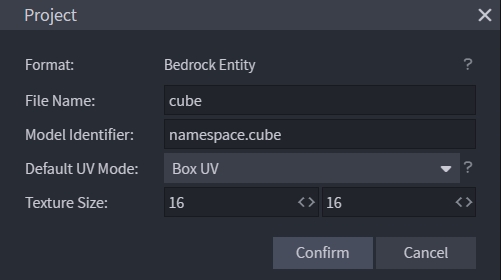 Project
Format: Bedrock Entity ?
File Name: cube
Model Identifier: namespace.cube
Default UV Mode: Box UV ?
Texture Size: 16 16
Confirm Cancel